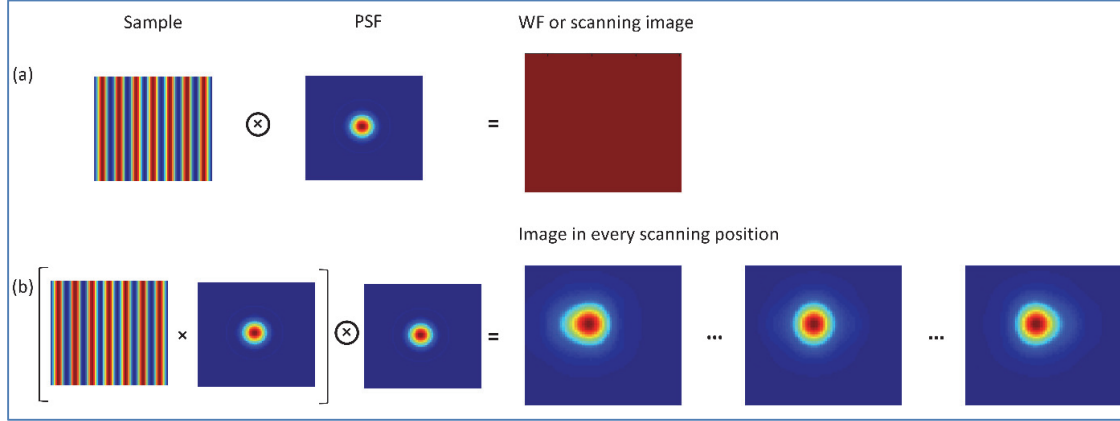 Sample PSF WF or scanning image
(a)
⊗ =
Image in every scanning position
(b)
[ × ] ⊗ = ... ...